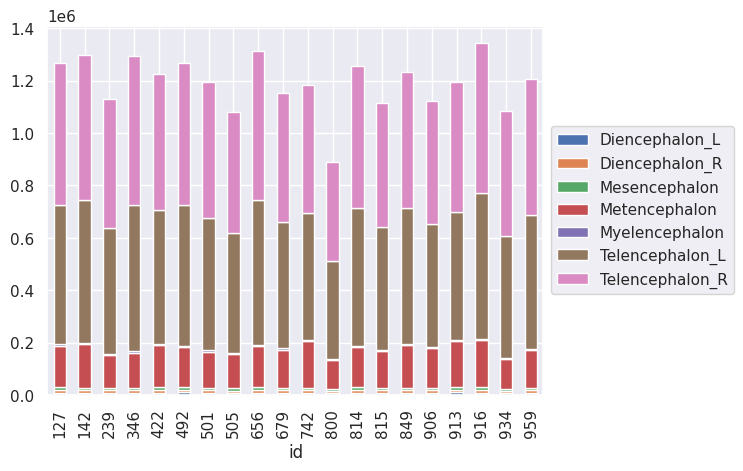 1e6
1.4
1.2
1.0
0.8
0.6
0.4
0.2
0.0
127 142 239 346 422 492 501 505 656 679 742 800 814 815 849 906 913 916 934 959
id
Diencephalon_L
Diencephalon_R
Mesencephalon
Metencephalon
Myelencephalon
Telencephalon_L
Telencephalon_R